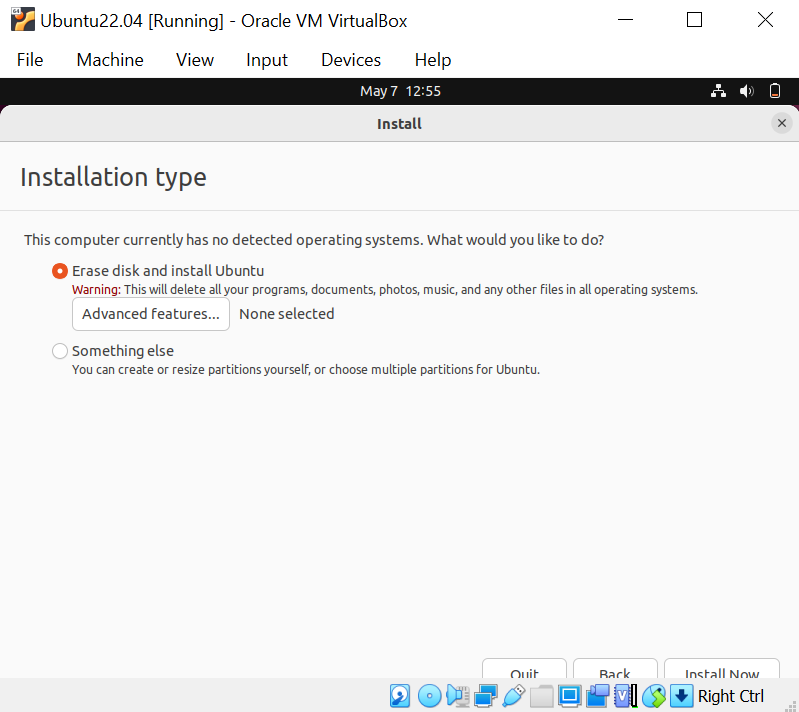 Ubuntu22.04 [Running] - Oracle VM VirtualBox
File Machine View Input Devices Help
May 7 12:55
Install
Installation type
This computer currently has no detected operating systems. What would you like to do?
Erase disk and install Ubuntu
Warning: This will delete all your programs, documents, photos, music, and any other files in all operating systems.
Advanced features... None selected
Something else
You can create or resize partitions yourself, or choose multiple partitions for Ubuntu.
Quit Back Install Now
Right Ctrl